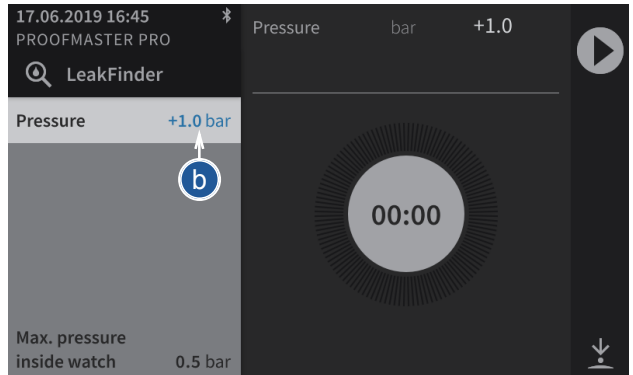 17.06.2019 16:45
PROOFMASTER PRO
LeakFinder
Pressure +1.0 bar
b
Max. pressure
inside watch 0.5 bar
Pressure bar +1.0
00:00